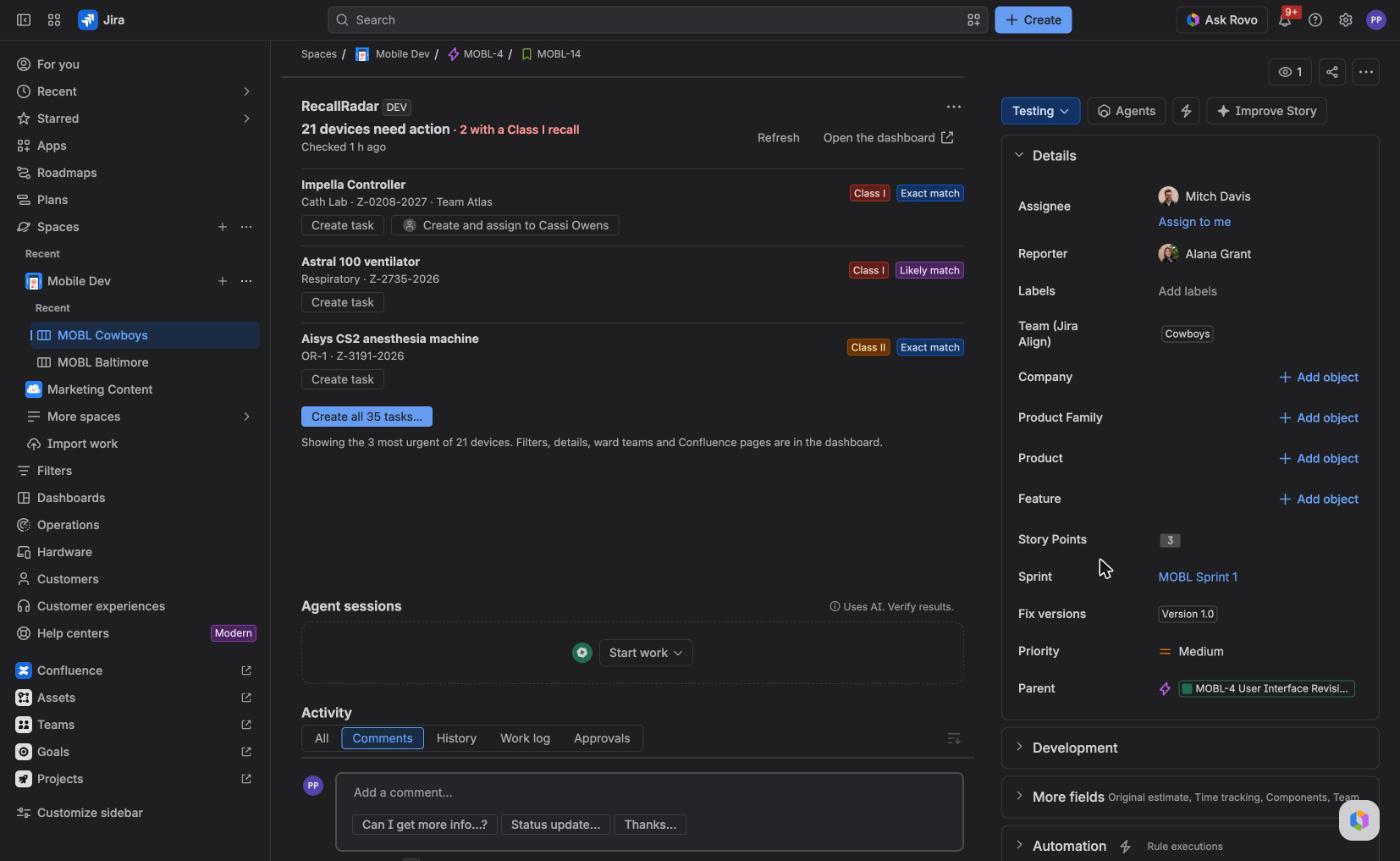 Jira
Search
Create
Ask Rovo
9+
PP
For you
Recent
Starred
Apps
Roadmaps
Plans
Spaces
Recent
Mobile Dev
Recent
MOBL Cowboys
MOBL Baltimore
Marketing Content
More spaces
Import work
Filters
Dashboards
Operations
Hardware
Customers
Customer experiences
Help centers Modern
Confluence
Assets
Teams
Goals
Projects
Customize sidebar
Spaces / Mobile Dev / MOBL-4 / MOBL-14
RecallRadar DEV
21 devices need action · 2 with a Class I recall
Checked 1 h ago
Refresh Open the dashboard
Impella Controller
Cath Lab · Z-0208-2027 · Team Atlas
Class I Exact match
Create task Create and assign to Cassi Owens
Astral 100 ventilator
Respiratory · Z-2735-2026
Class I Likely match
Create task
Aisys CS2 anesthesia machine
OR-1 · Z-3191-2026
Class II Exact match
Create task
Create all 35 tasks...
Showing the 3 most urgent of 21 devices. Filters, details, ward teams and Confluence pages are in the dashboard.
Agent sessions Uses AI. Verify results.
Start work
Activity
All Comments History Work log Approvals
PP Add a comment...
Can I get more info...? Status update... Thanks...
1
Testing Agents Improve Story
Details
Assignee Mitch Davis
Assign to me
Reporter Alana Grant
Labels Add labels
Team (Jira
Align) Cowboys
Company Add object
Product Family Add object
Product Add object
Feature Add object
Story Points 3
Sprint MOBL Sprint 1
Fix versions Version 1.0
Priority Medium
Parent MOBL-4 User Interface Revisi...
Development
More fields Original estimate, Time tracking, Components, Team
Automation Rule executions